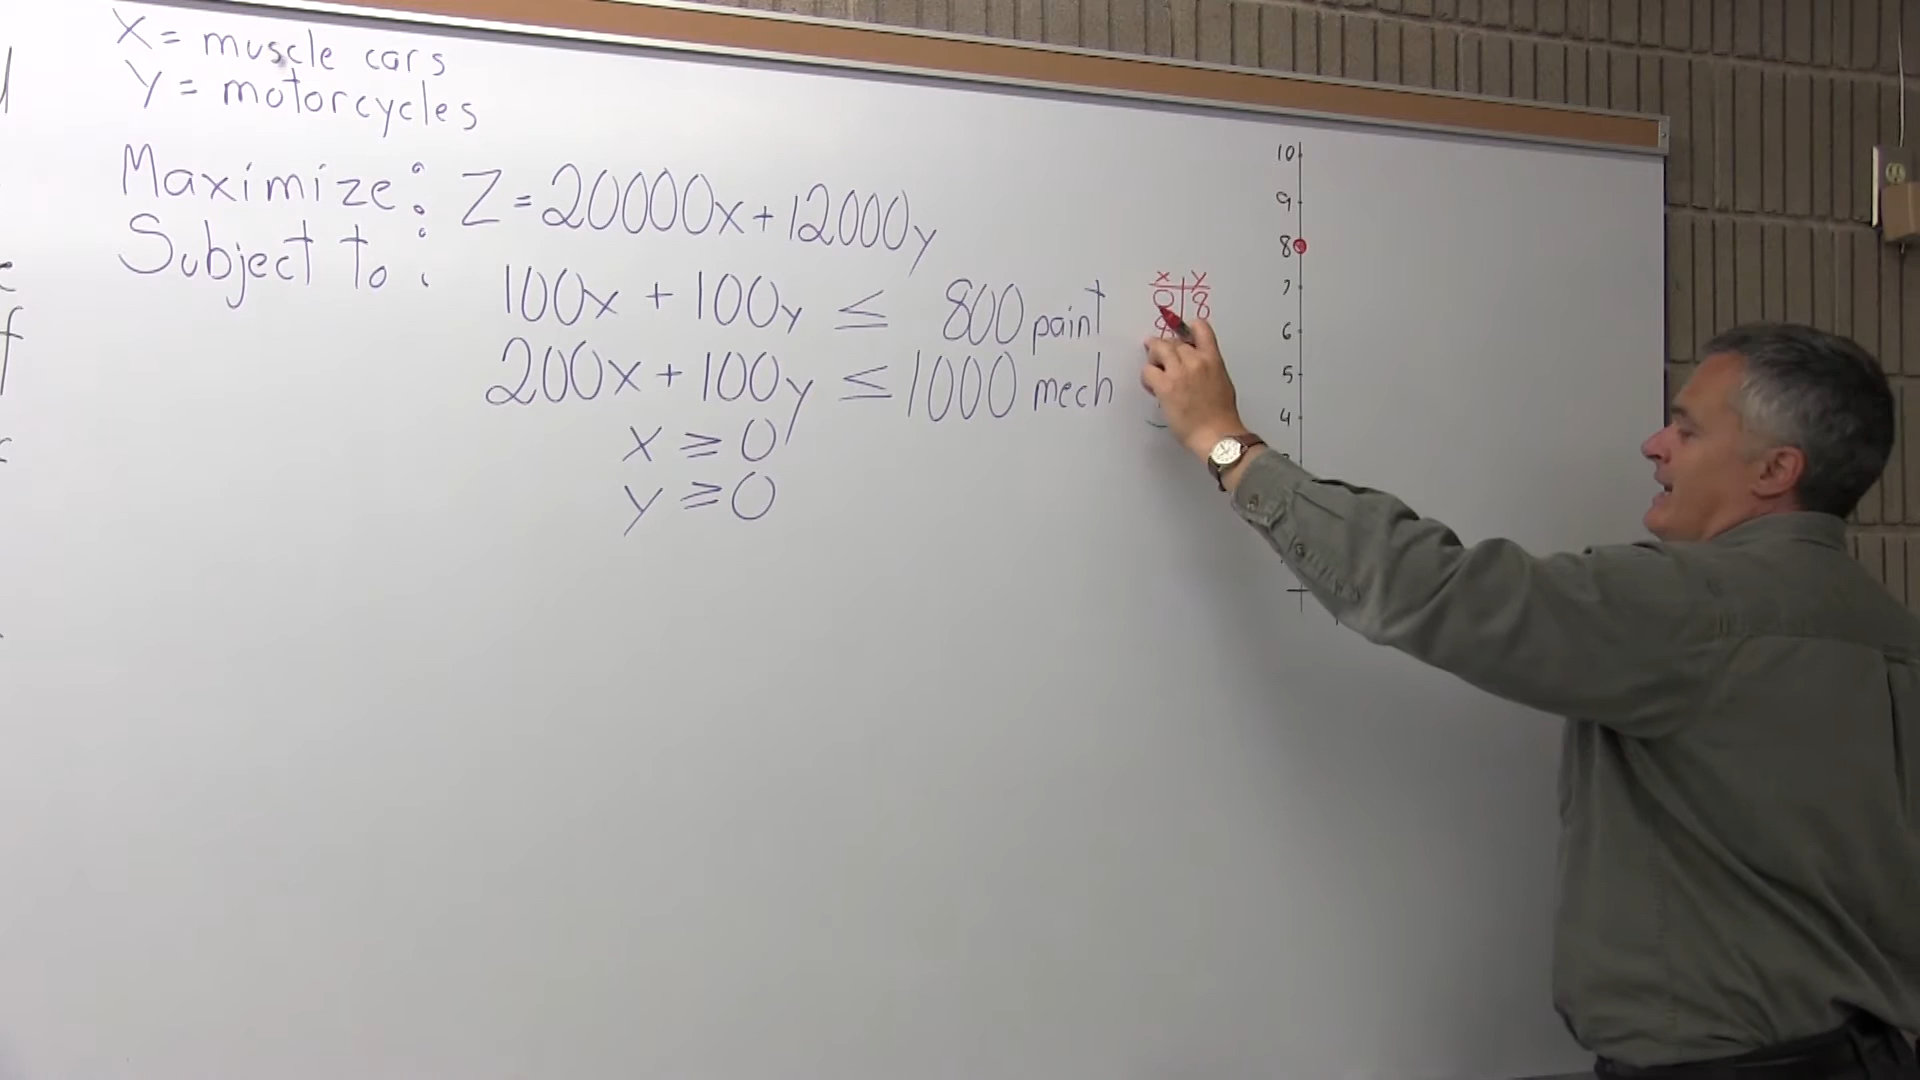 X = muscle cars
Y = motorcycles
Maximize: Z = 20000x + 12000y
Subject to:
100x + 100y ≤ 800 paint
200x + 100y ≤ 1000 mech
x ≥ 0
y ≥ 0
x y
0 8
8
10
9
8
7
6
5
4